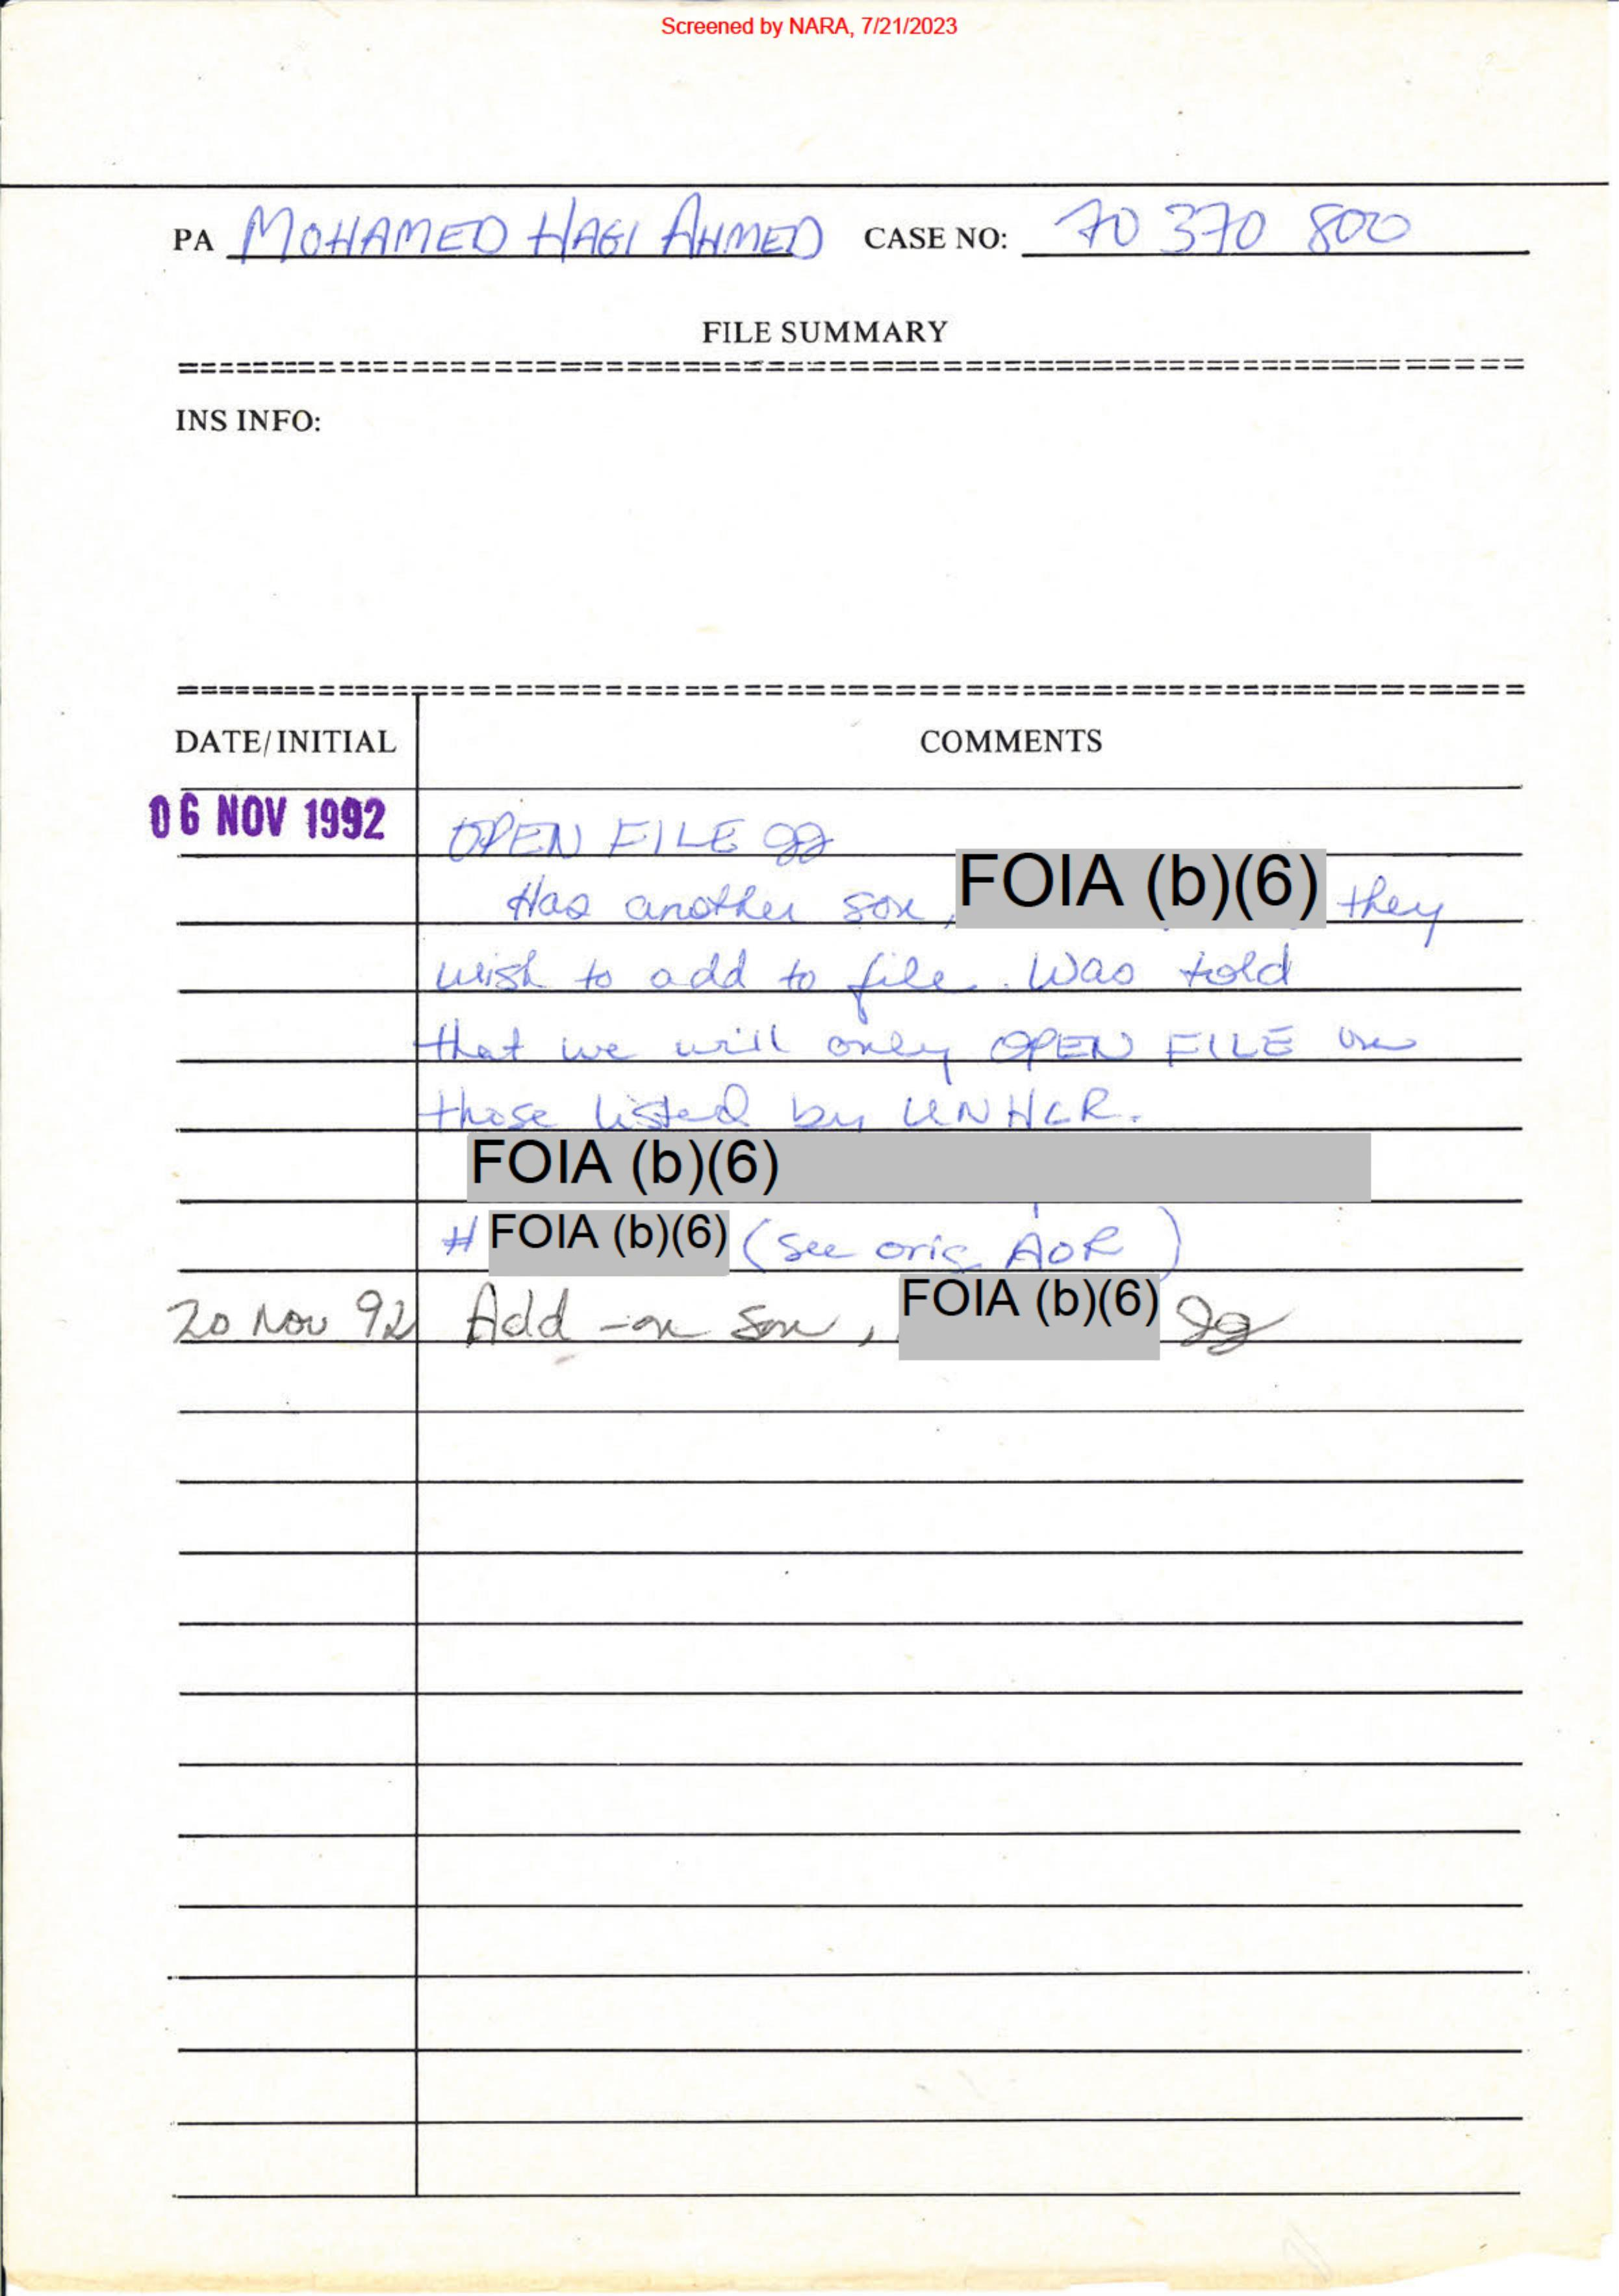 Screened by NARA, 7/21/2023
PA MOHAMED HAGI AHMED CASE NO: 70 370 800
FILE SUMMARY
INS INFO:
DATE/INITIAL COMMENTS
06 NOV 1992 OPEN FILE gg
Has another son, FOIA (b)(6) they
wish to add to file. Was told
that we will only OPEN FILE on
those listed by UNHCR.
FOIA (b)(6)
# FOIA (b)(6) (see orig AOR)
20 Nov 92 Add-on son, FOIA (b)(6) gg